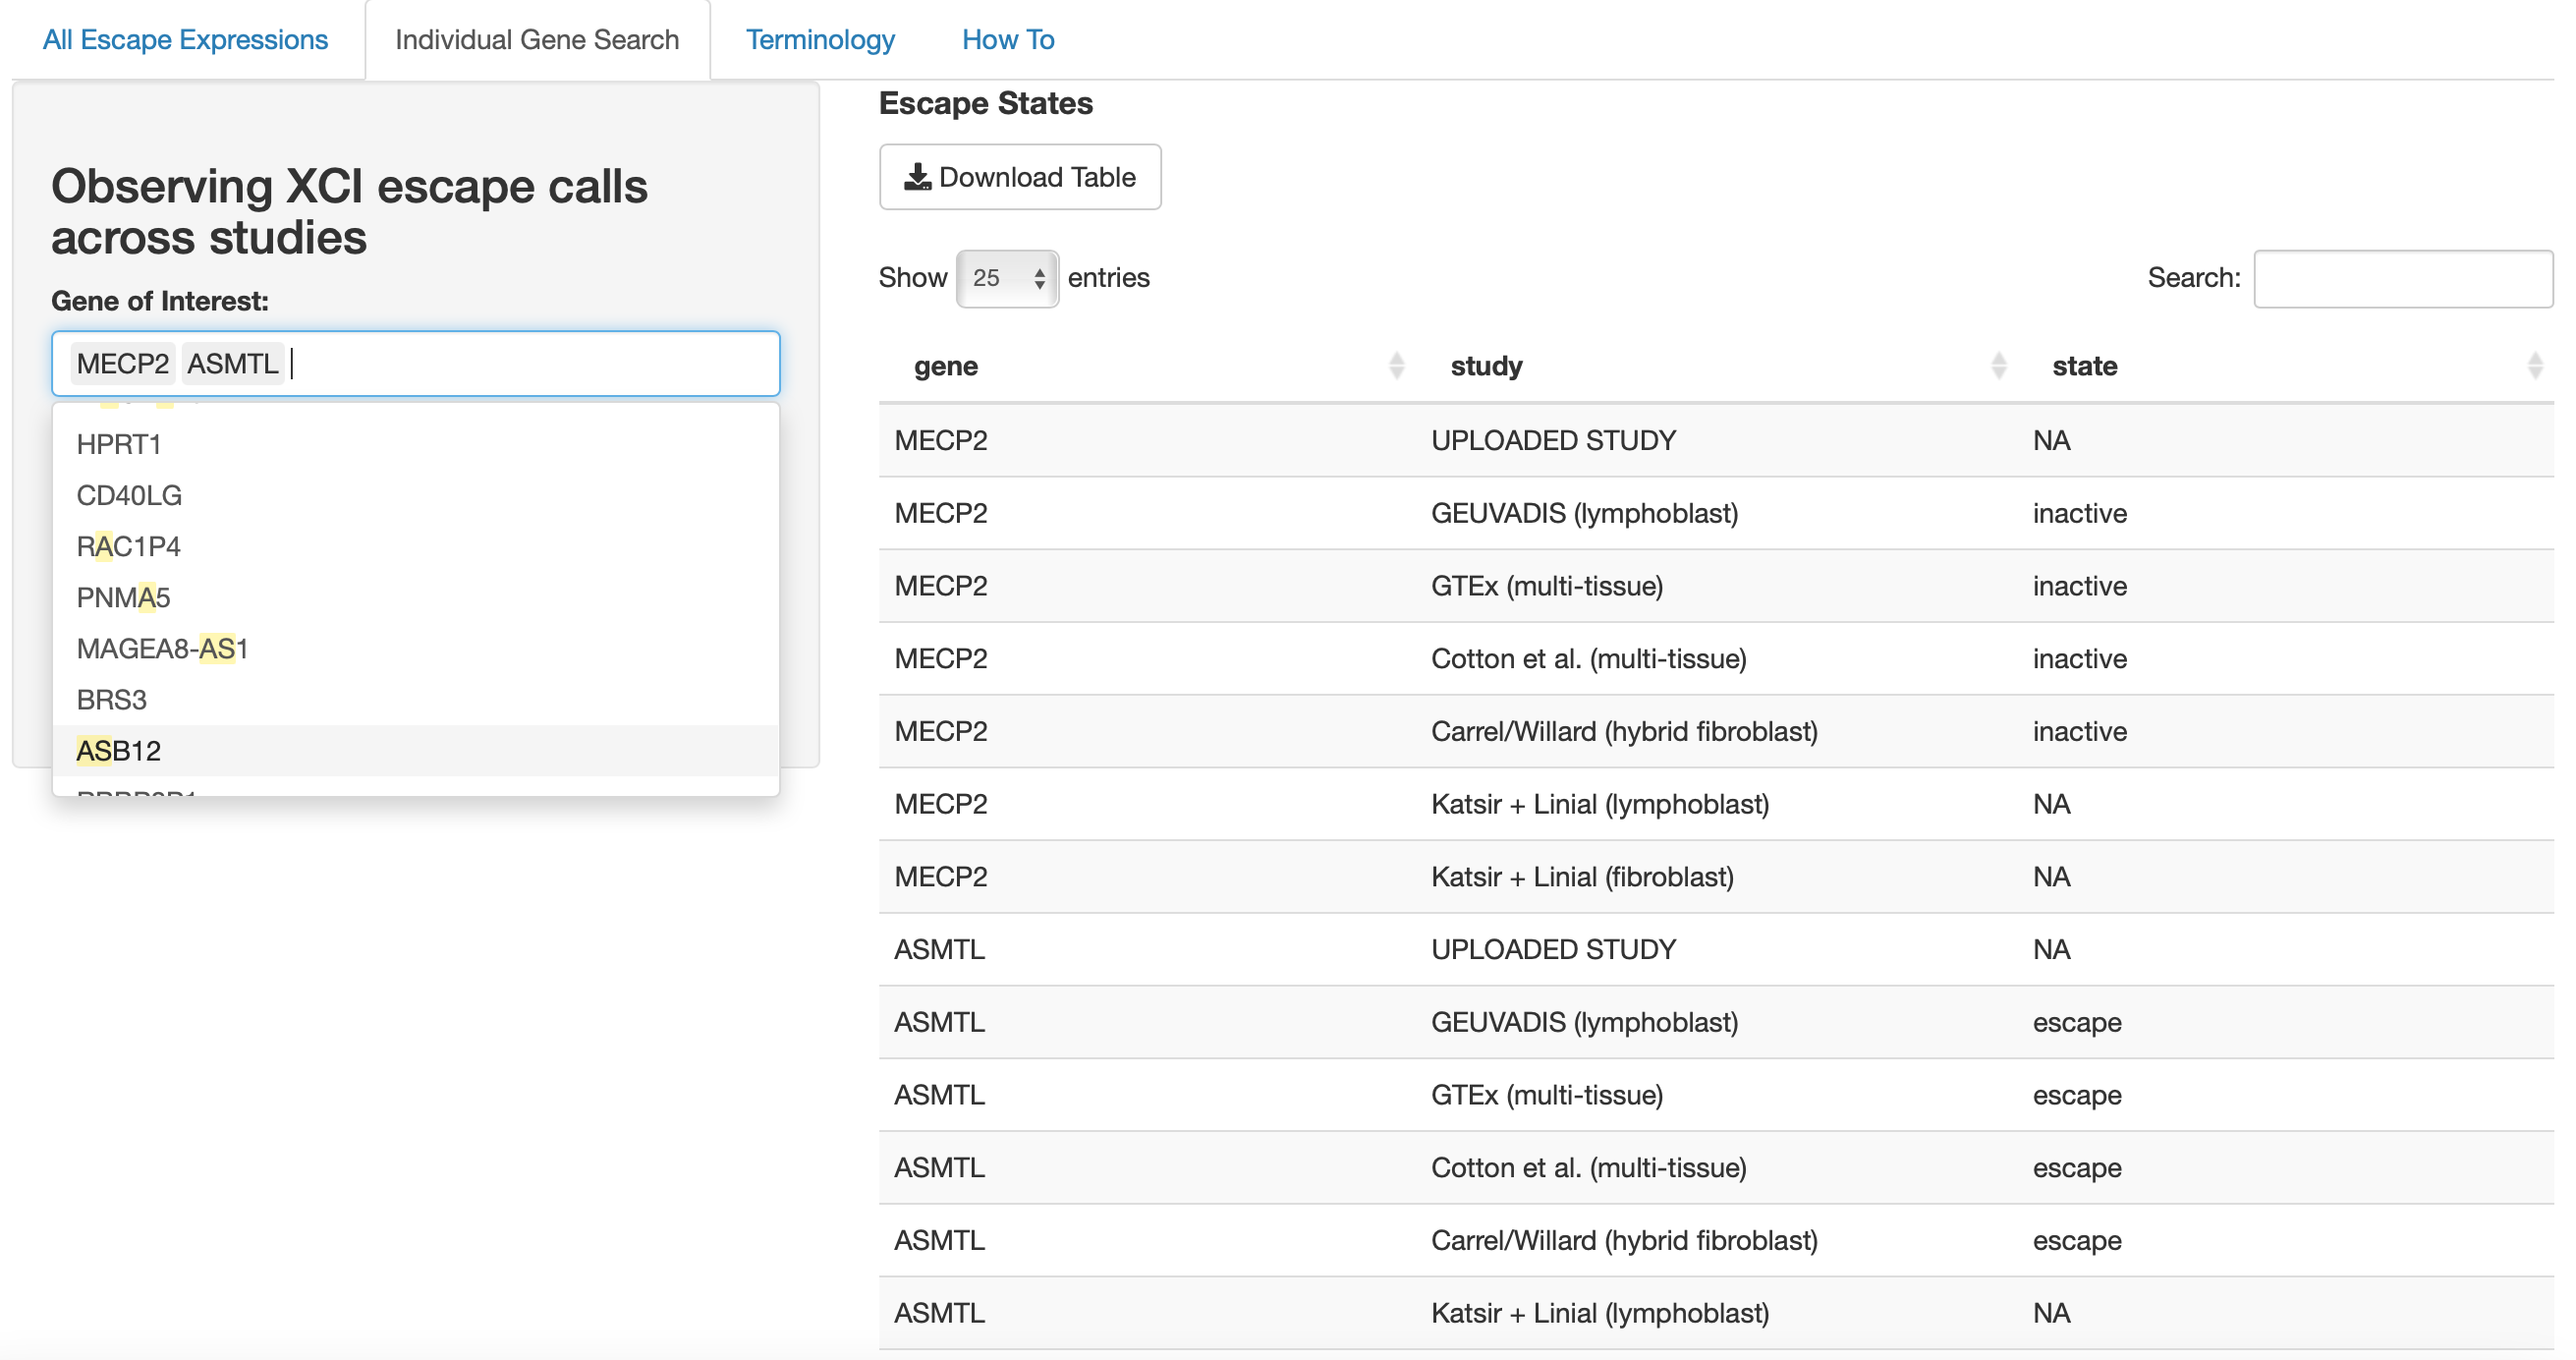 All Escape Expressions Individual Gene Search Terminology How To
Observing XCI escape calls
across studies
Gene of Interest:
MECP2 ASMTL
HPRT1
CD40LG
RAC1P4
PNMA5
MAGEA8-AS1
BRS3
ASB12
Escape States
Download Table
Show 25 entries
Search:
gene study state
MECP2 UPLOADED STUDY NA
MECP2 GEUVADIS (lymphoblast) inactive
MECP2 GTEx (multi-tissue) inactive
MECP2 Cotton et al. (multi-tissue) inactive
MECP2 Carrel/Willard (hybrid fibroblast) inactive
MECP2 Katsir + Linial (lymphoblast) NA
MECP2 Katsir + Linial (fibroblast) NA
ASMTL UPLOADED STUDY NA
ASMTL GEUVADIS (lymphoblast) escape
ASMTL GTEx (multi-tissue) escape
ASMTL Cotton et al. (multi-tissue) escape
ASMTL Carrel/Willard (hybrid fibroblast) escape
ASMTL Katsir + Linial (lymphoblast) NA